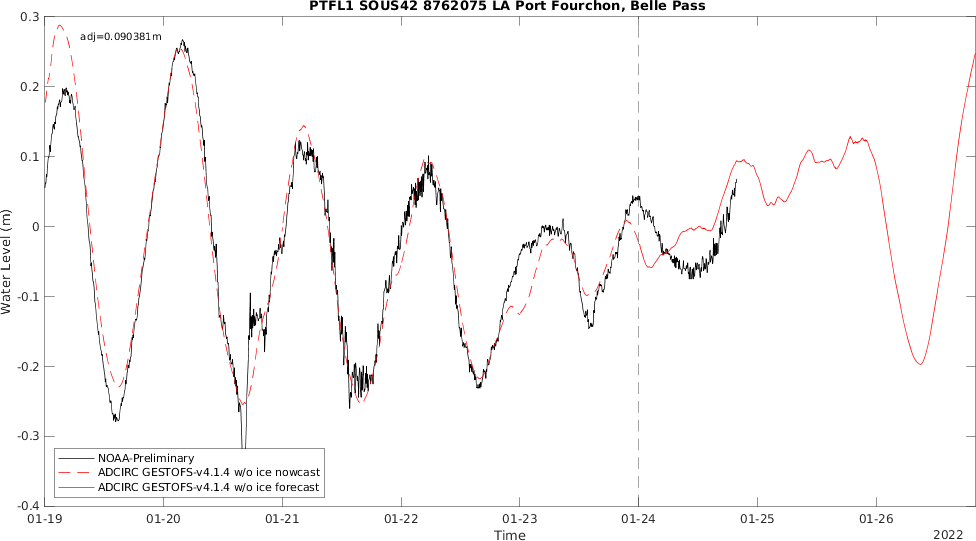 PTFL1 SOUS42 8762075 LA Port Fourchon, Belle Pass
adj=0.090381m
0.3
0.2
0.1
0
-0.1
-0.2
-0.3
-0.4
Water Level (m)
NOAA-Preliminary
ADCIRC GESTOFS-v4.1.4 w/o ice nowcast
ADCIRC GESTOFS-v4.1.4 w/o ice forecast
01-19 01-20 01-21 01-22 01-23 01-24 01-25 01-26
Time
2022